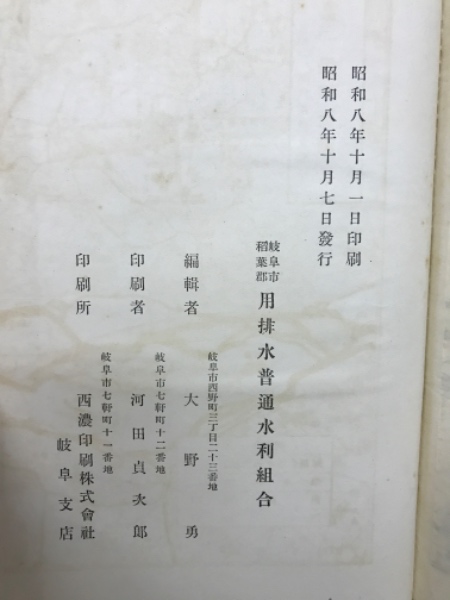 昭和八年十月一日印刷
昭和八年十月七日發行
岐阜市
稻葉郡
用排水普通水利組合
岐阜市西野町三丁目二十三番地
編輯者 大野勇
岐阜市七軒町十二番地
印刷者 河田貞次郎
岐阜市七軒町十一番地
印刷所 西濃印刷株式會社
岐阜支店